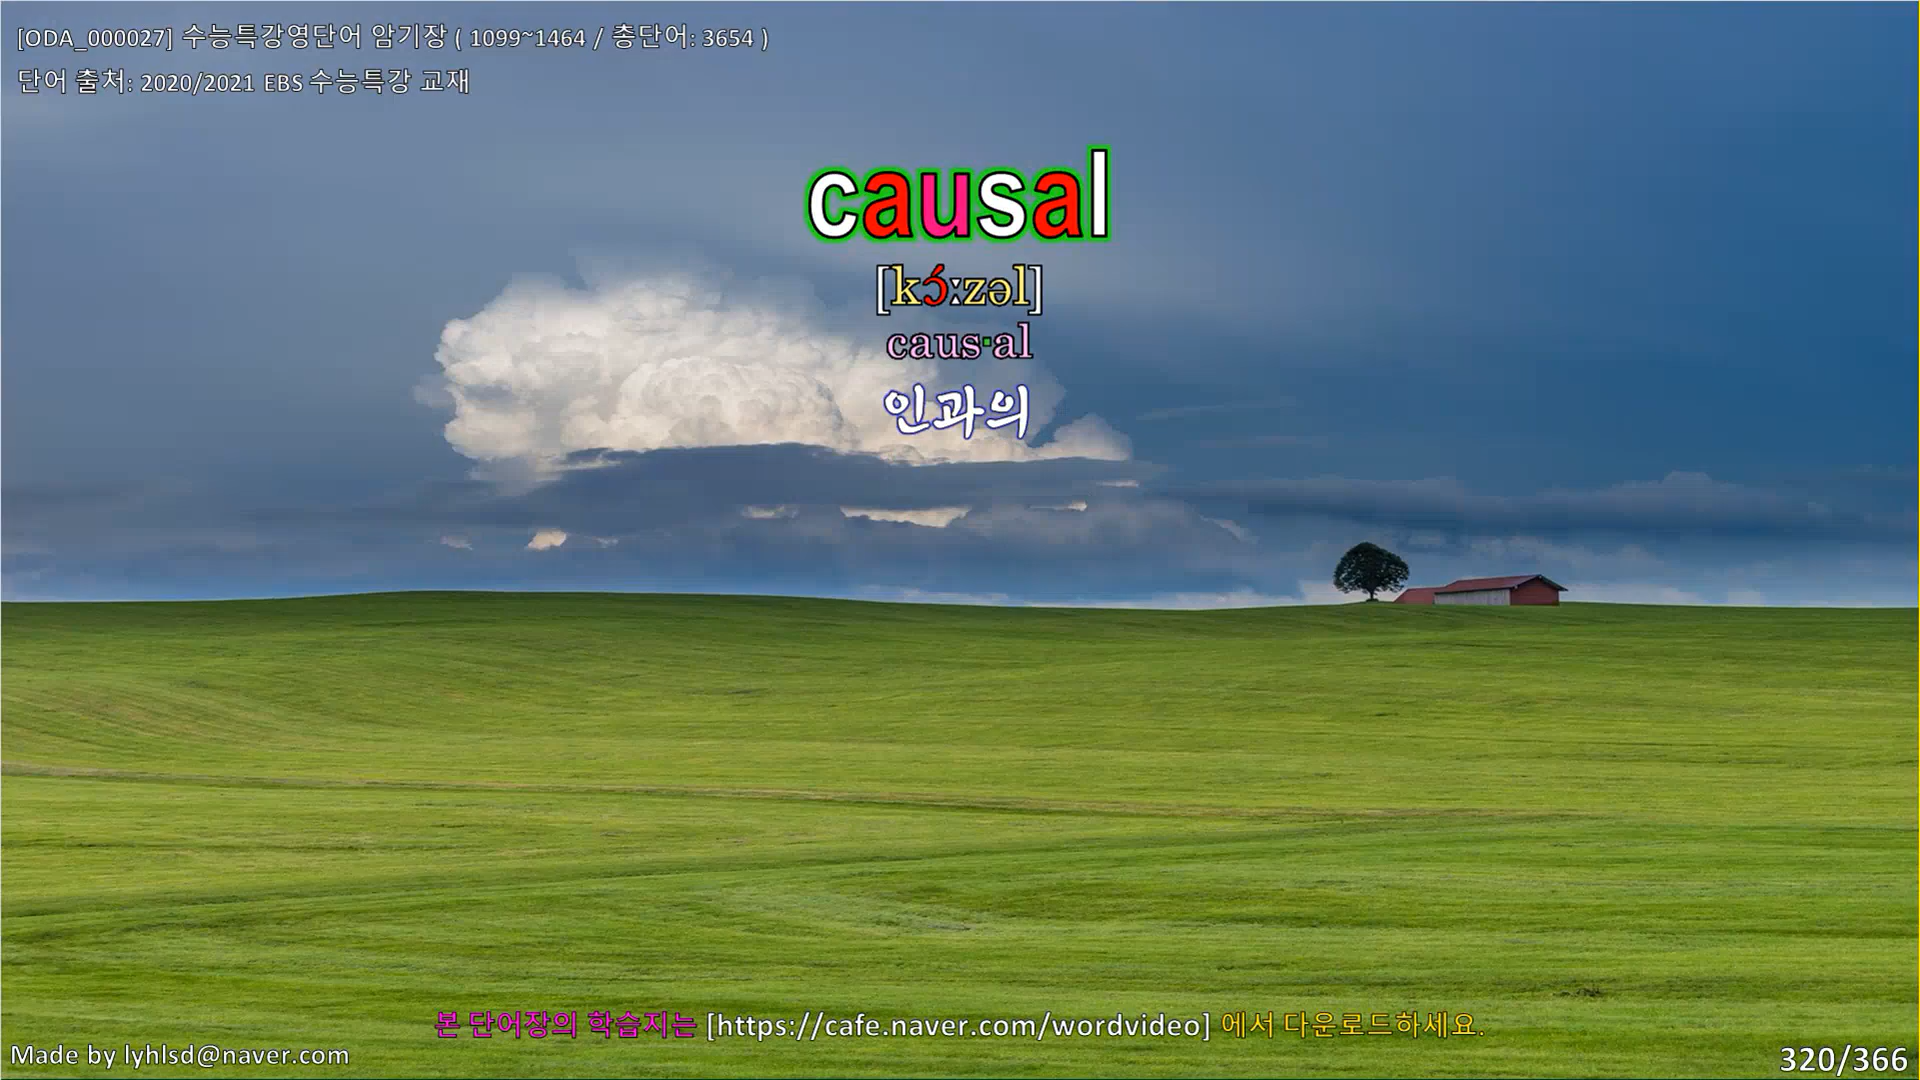 [ODA_000027] 수능특강영단어 암기장 ( 1099~1464 / 총단어: 3654 )
단어 출처: 2020/2021 EBS 수능특강 교재
causal
[kɔ́ːzəl]
caus·al
인과의
본 단어장의 학습지는 [https://cafe.naver.com/wordvideo] 에서 다운로드하세요.
Made by lyhlsd@naver.com
320/366